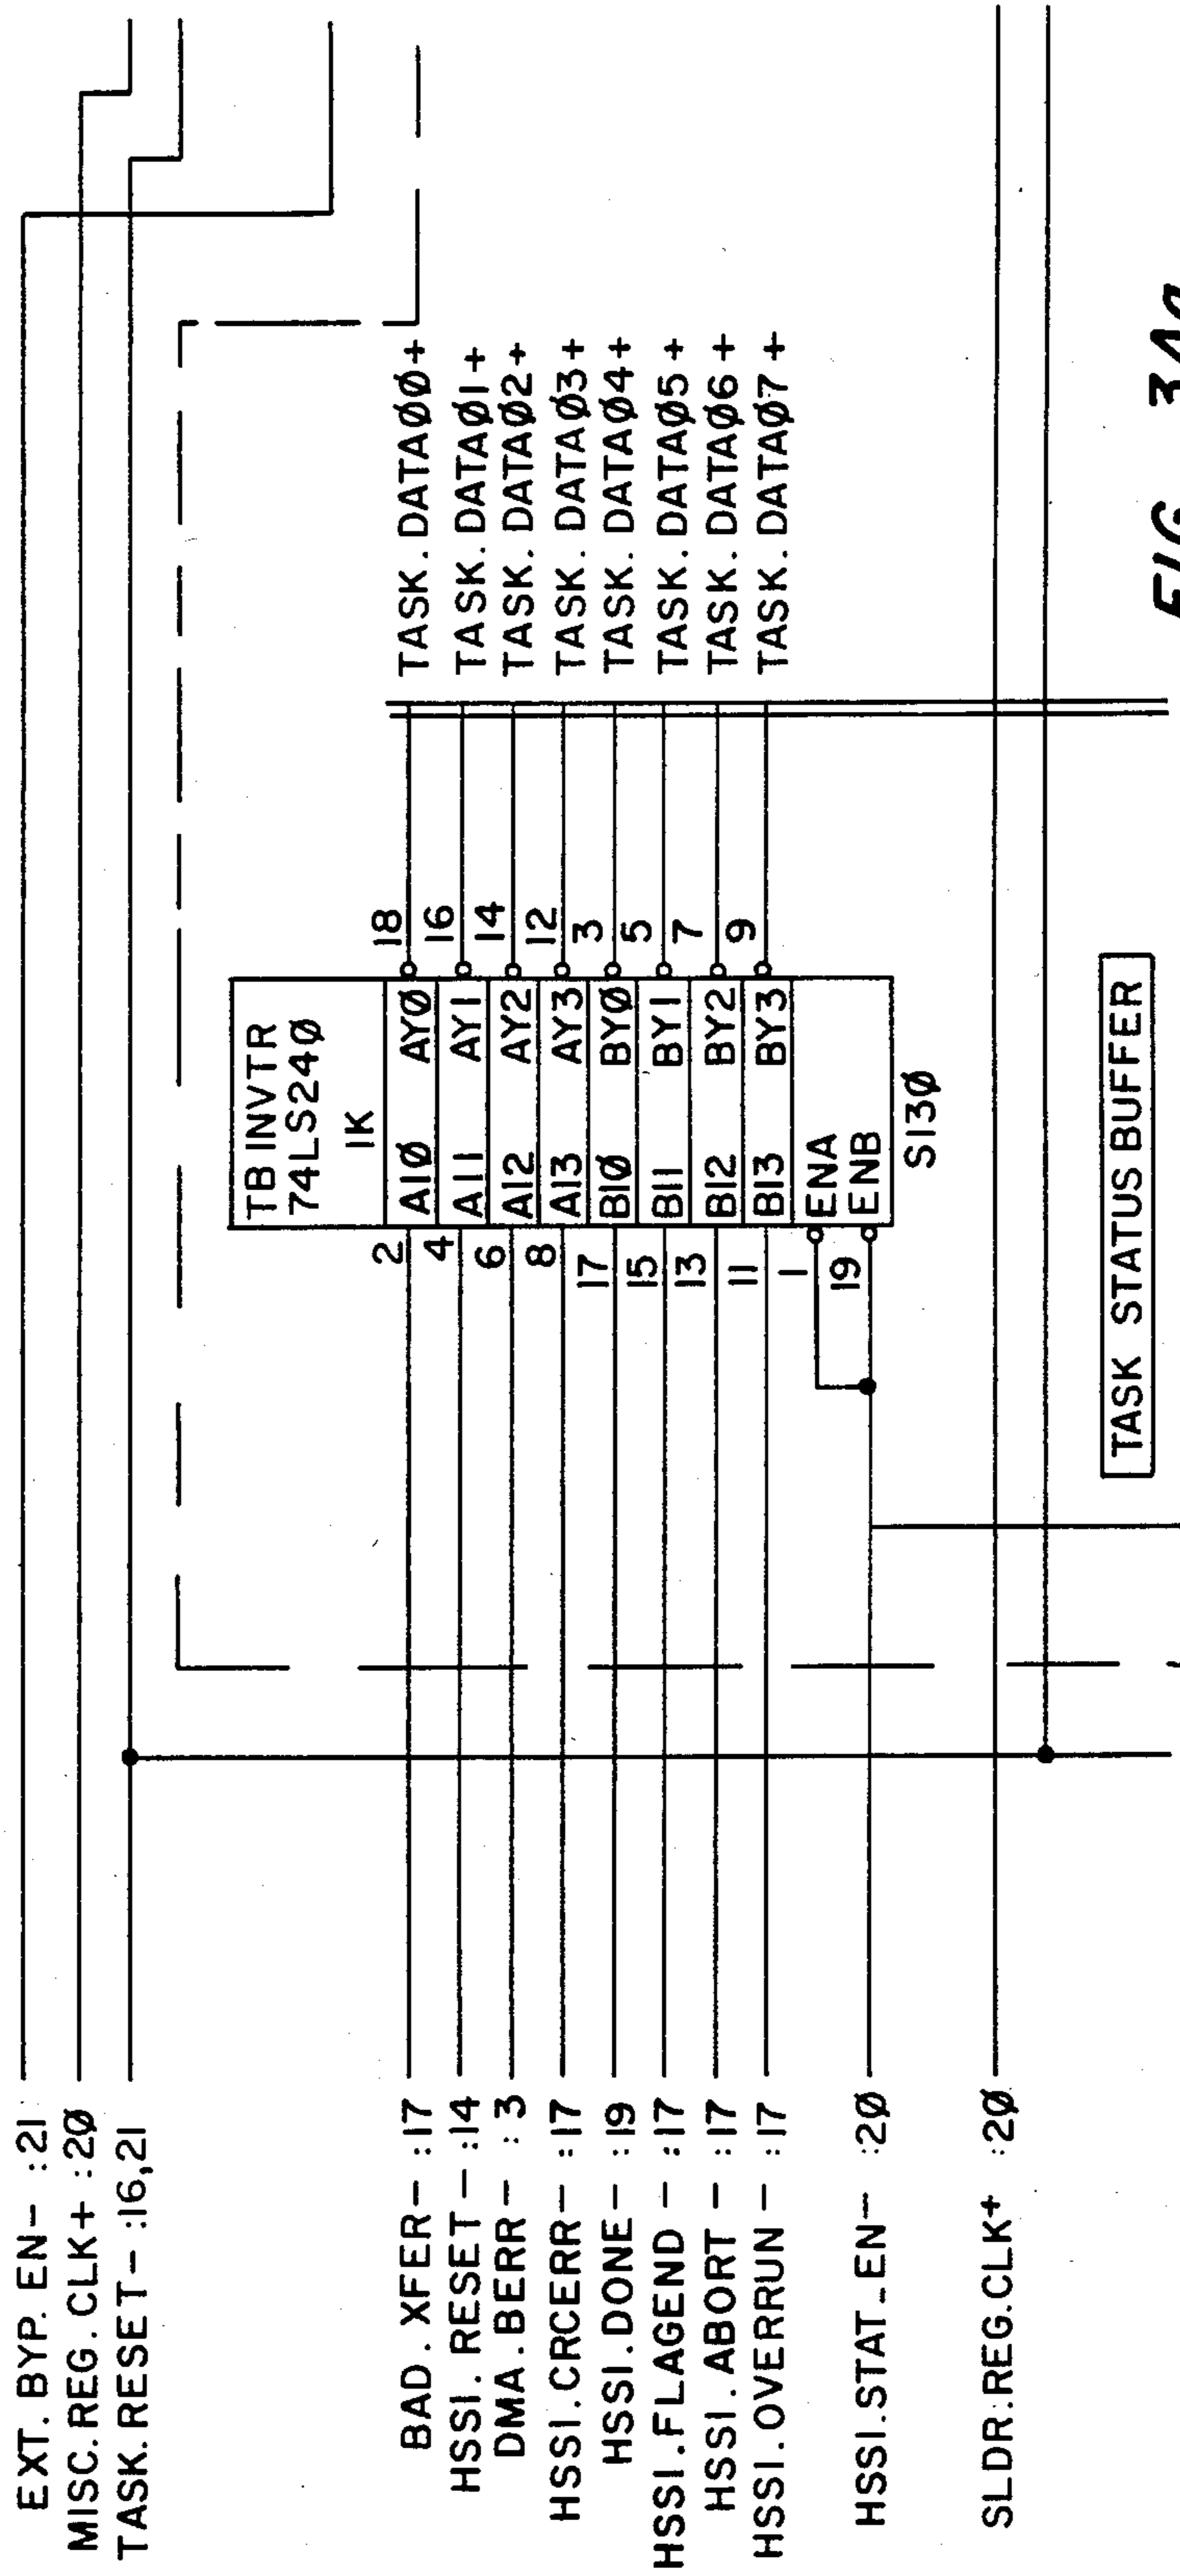 EXT. BYP. EN- :21
MISC.REG.CLK+ :2Ø
TASK.RESET- :16,21
BAD.XFER- :17
HSSI.RESET- :14
DMA.BERR- :3
HSSI.CRCERR- :17
HSSI.DONE- :19
HSSI.FLAGEND- :17
HSSI.ABORT- :17
HSSI.OVERRUN- :17
HSSI.STAT_EN- :2Ø
SLDR.REG.CLK+ :2Ø
TB INVTR
74LS24Ø
1K
2 AIØ AYØ 18
4 AI1 AY1 16
6 AI2 AY2 14
8 AI3 AY3 12
17 BIØ BYØ 3
15 BI1 BY1 5
13 BI2 BY2 7
11 BI3 BY3 9
1 ENA
19 ENB
S13Ø
TASK.DATAØØ+
TASK.DATAØ1+
TASK.DATAØ2+
TASK.DATAØ3+
TASK.DATAØ4+
TASK.DATAØ5+
TASK.DATAØ6+
TASK.DATAØ7+
TASK STATUS BUFFER